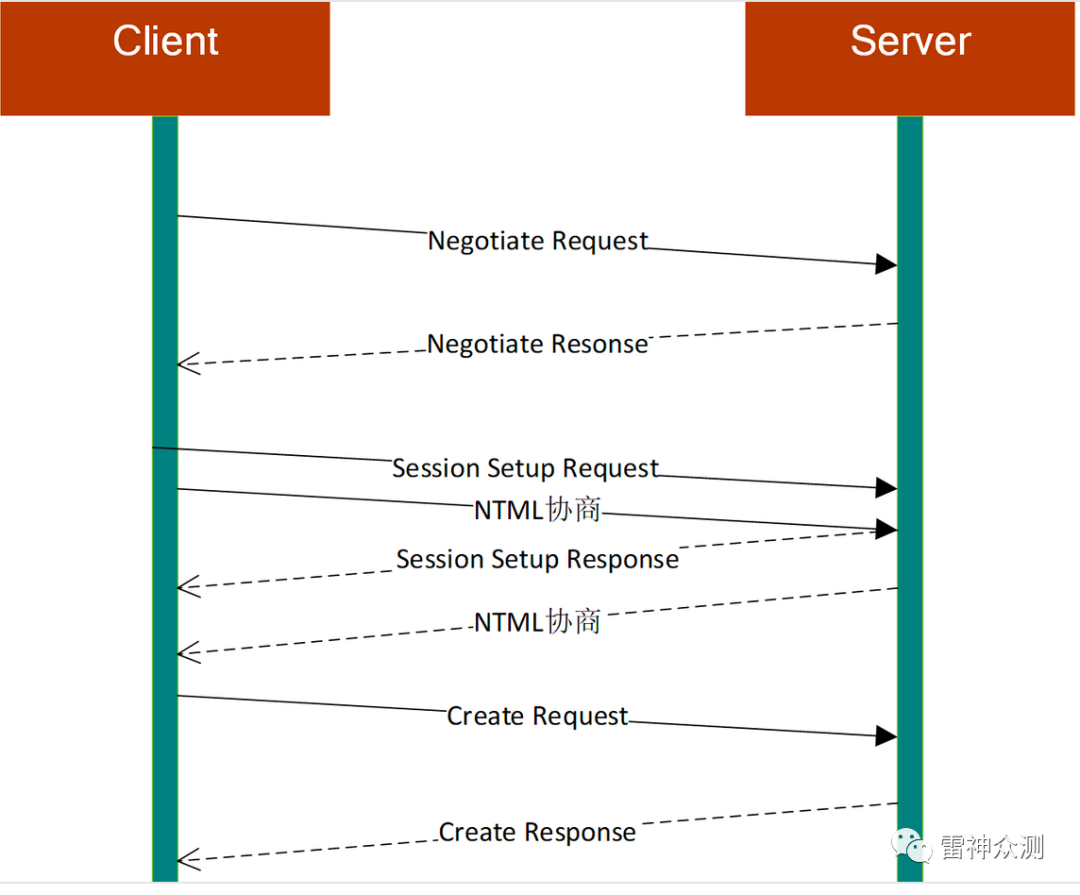 Client
Server
Negotiate Request
Negotiate Resonse
Session Setup Request
NTML协商
Session Setup Response
NTML协商
Create Request
Create Response
雷神众测